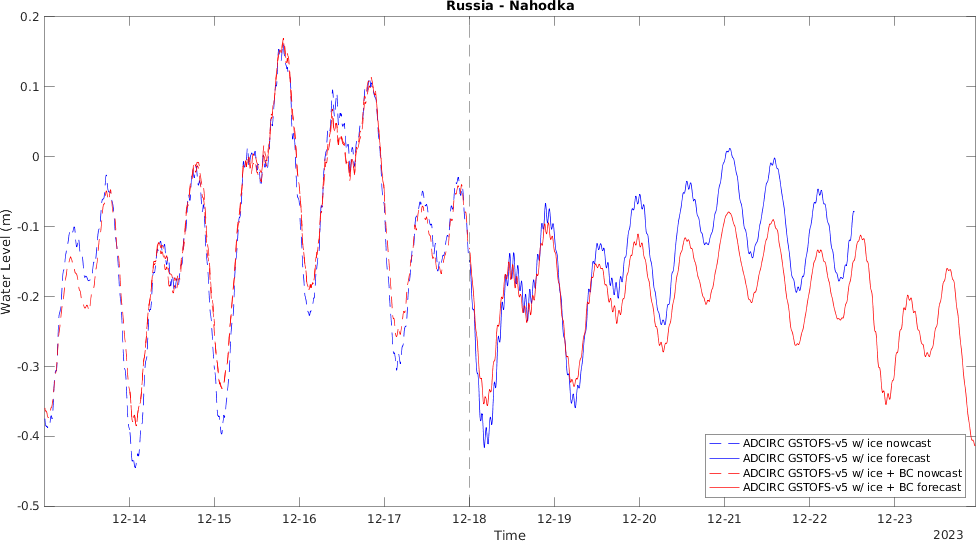 Russia - Nahodka
0.2
0.1
0
-0.1
-0.2
-0.3
-0.4
-0.5
Water Level (m)
ADCIRC GSTOFS-v5 w/ ice nowcast
ADCIRC GSTOFS-v5 w/ ice forecast
ADCIRC GSTOFS-v5 w/ ice + BC nowcast
ADCIRC GSTOFS-v5 w/ ice + BC forecast
12-14 12-15 12-16 12-17 12-18 12-19 12-20 12-21 12-22 12-23
Time
2023